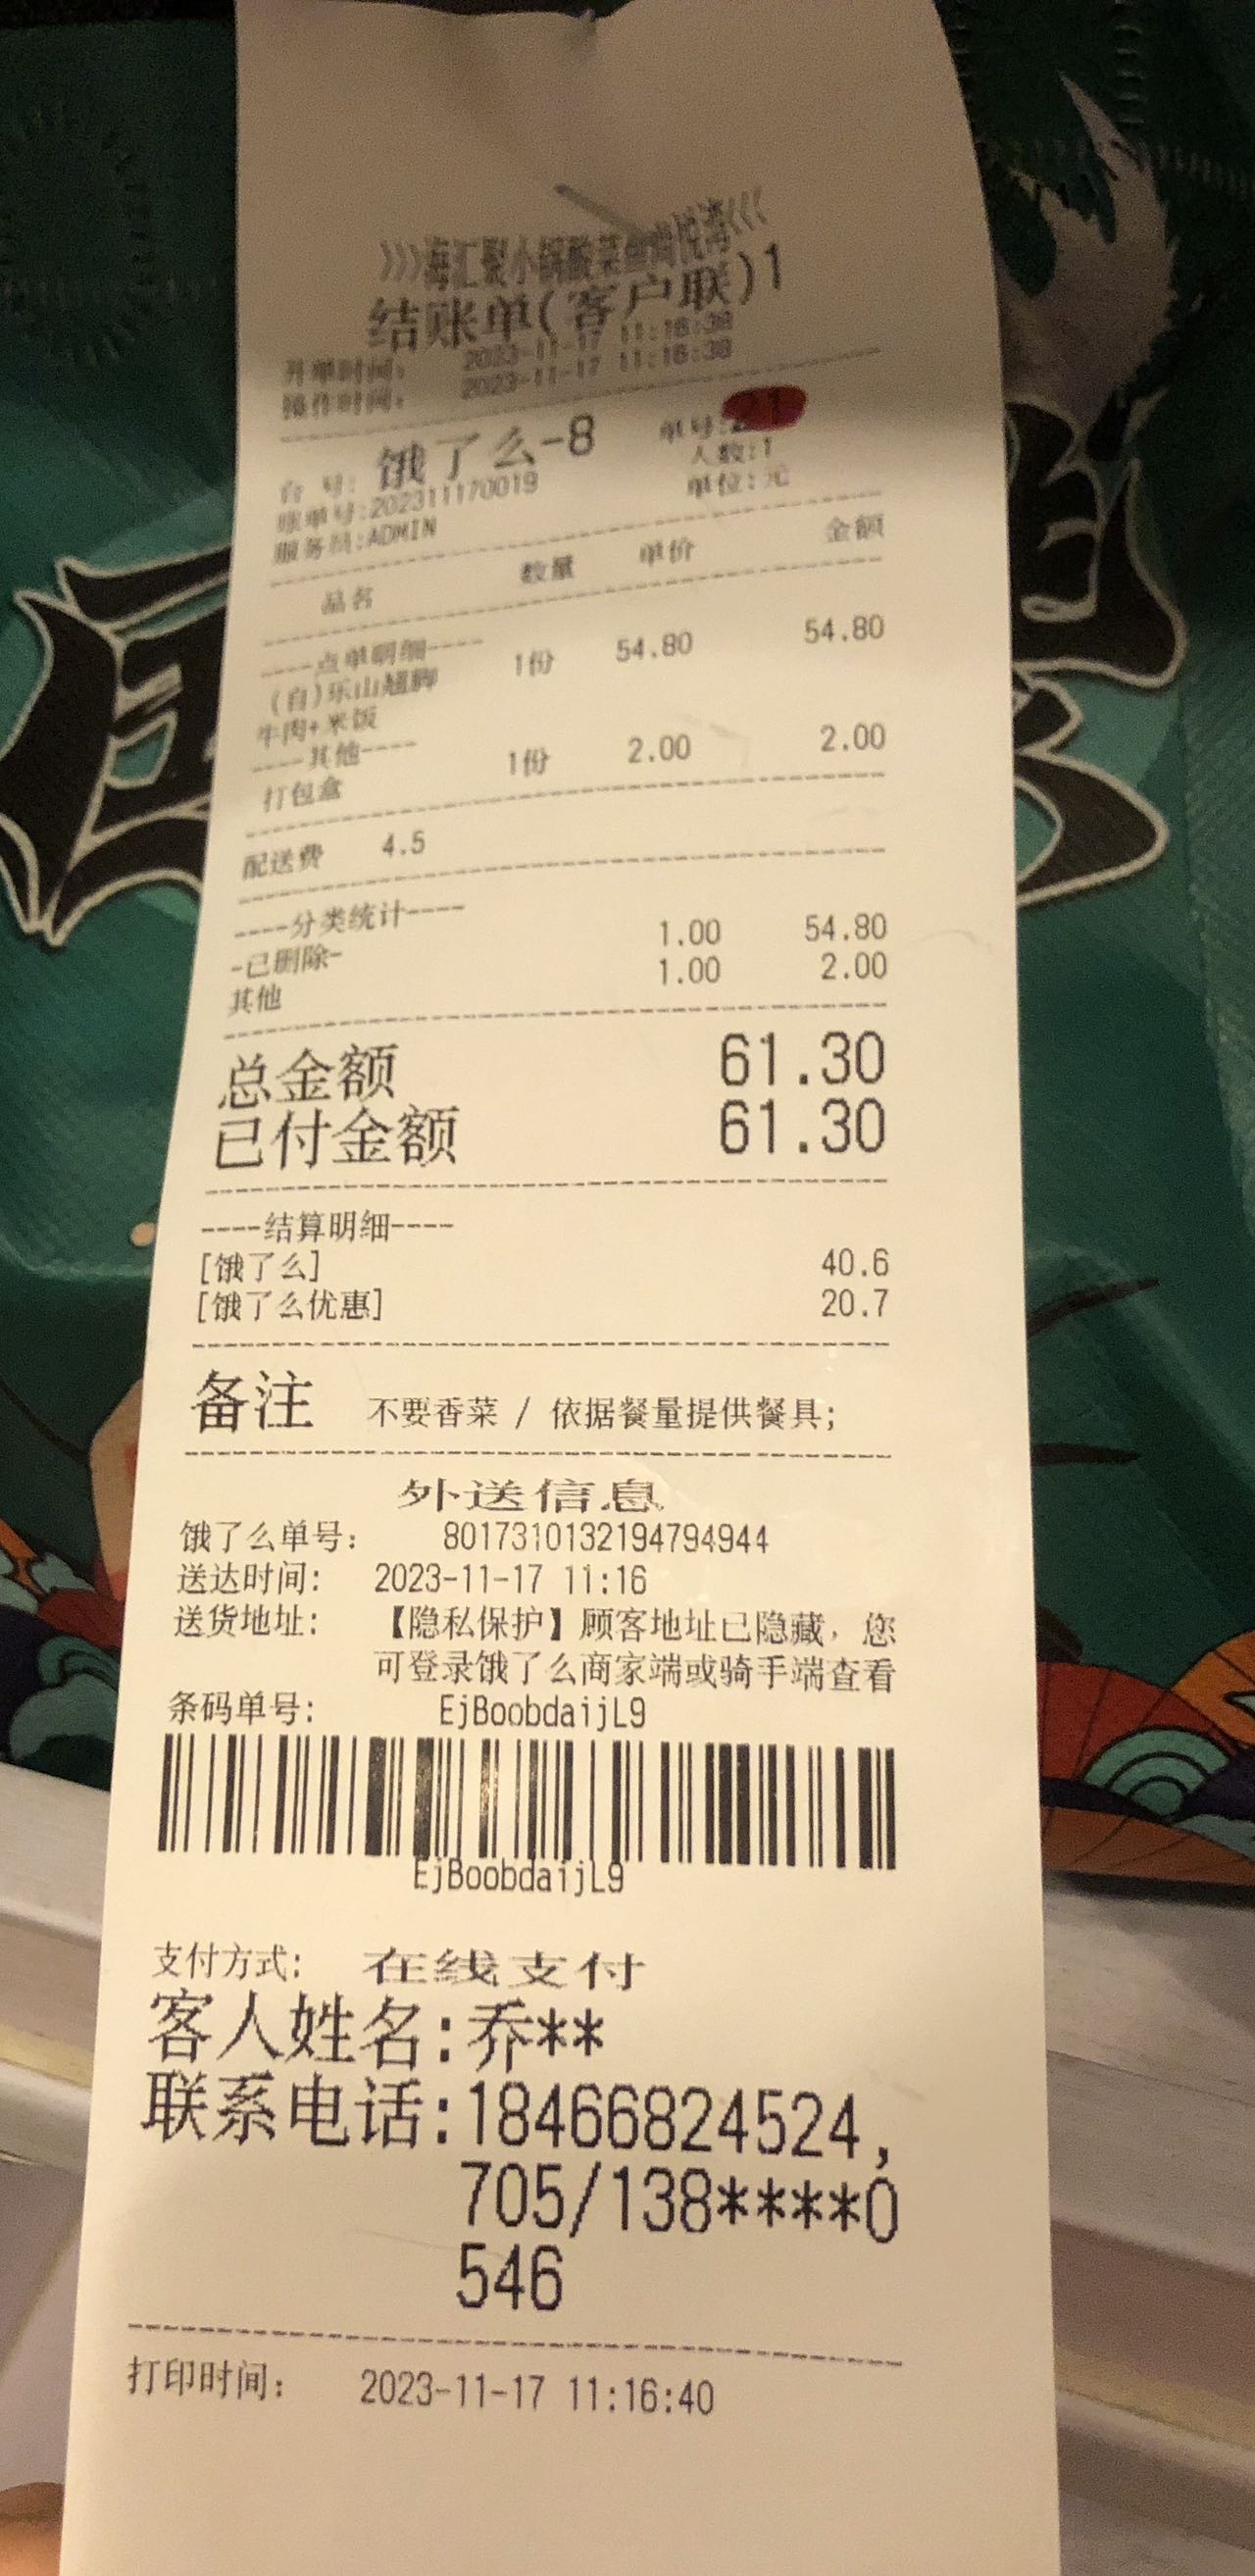 结账单(客户联)1
开单时间: 2023-11-17 11:16:38
操作时间: 2023-11-17 11:16:38
台 号: 饿了么-8
单号:
账单号:202311170019
人数:1
服务员:ADMIN
单位:元
品名 数量 单价 金额
----点单明细----
(自)乐山翘脚 1份 54.80 54.80
牛肉+米饭
----其他----
打包盒 1份 2.00 2.00
配送费 4.5
----分类统计----
-已删除- 1.00 54.80
其他 1.00 2.00
总金额 61.30
已付金额 61.30
----结算明细----
[饿了么] 40.6
[饿了么优惠] 20.7
备注 不要香菜 / 依据餐量提供餐具;
外送信息
饿了么单号: 8017310132194794944
送达时间: 2023-11-17 11:16
送货地址: 【隐私保护】顾客地址已隐藏, 您
可登录饿了么商家端或骑手端查看
条码单号: EjBoobdaijL9
EjBoobdaijL9
支付方式: 在线支付
客人姓名:乔**
联系电话:18466824524,
705/138****0
546
打印时间: 2023-11-17 11:16:40